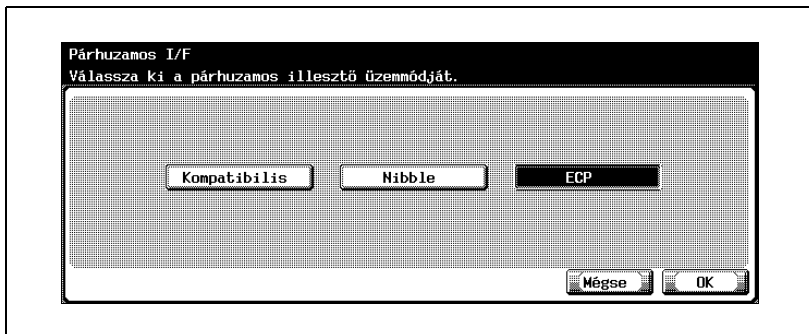 Párhuzamos I/F
Válassza ki a párhuzamos illesztő üzemmódját.
Kompatibilis Nibble ECP
Mégse OK